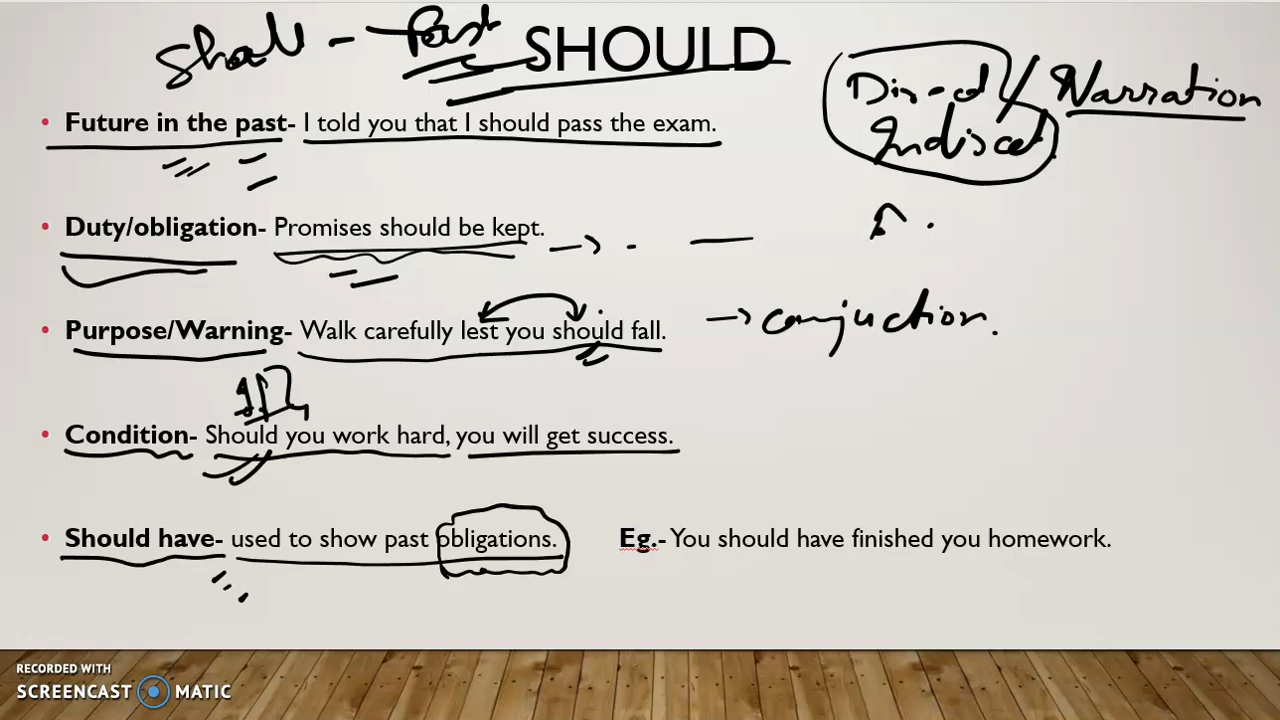 Shall - Past SHOULD
Direct / Narration
Indirect
• Future in the past- I told you that I should pass the exam.
• Duty/obligation- Promises should be kept.
• Purpose/Warning- Walk carefully lest you should fall.
→ conjuction.
If
• Condition- Should you work hard, you will get success.
• Should have- used to show past obligations. Eg.- You should have finished you homework.
RECORDED WITH
SCREENCAST MATIC